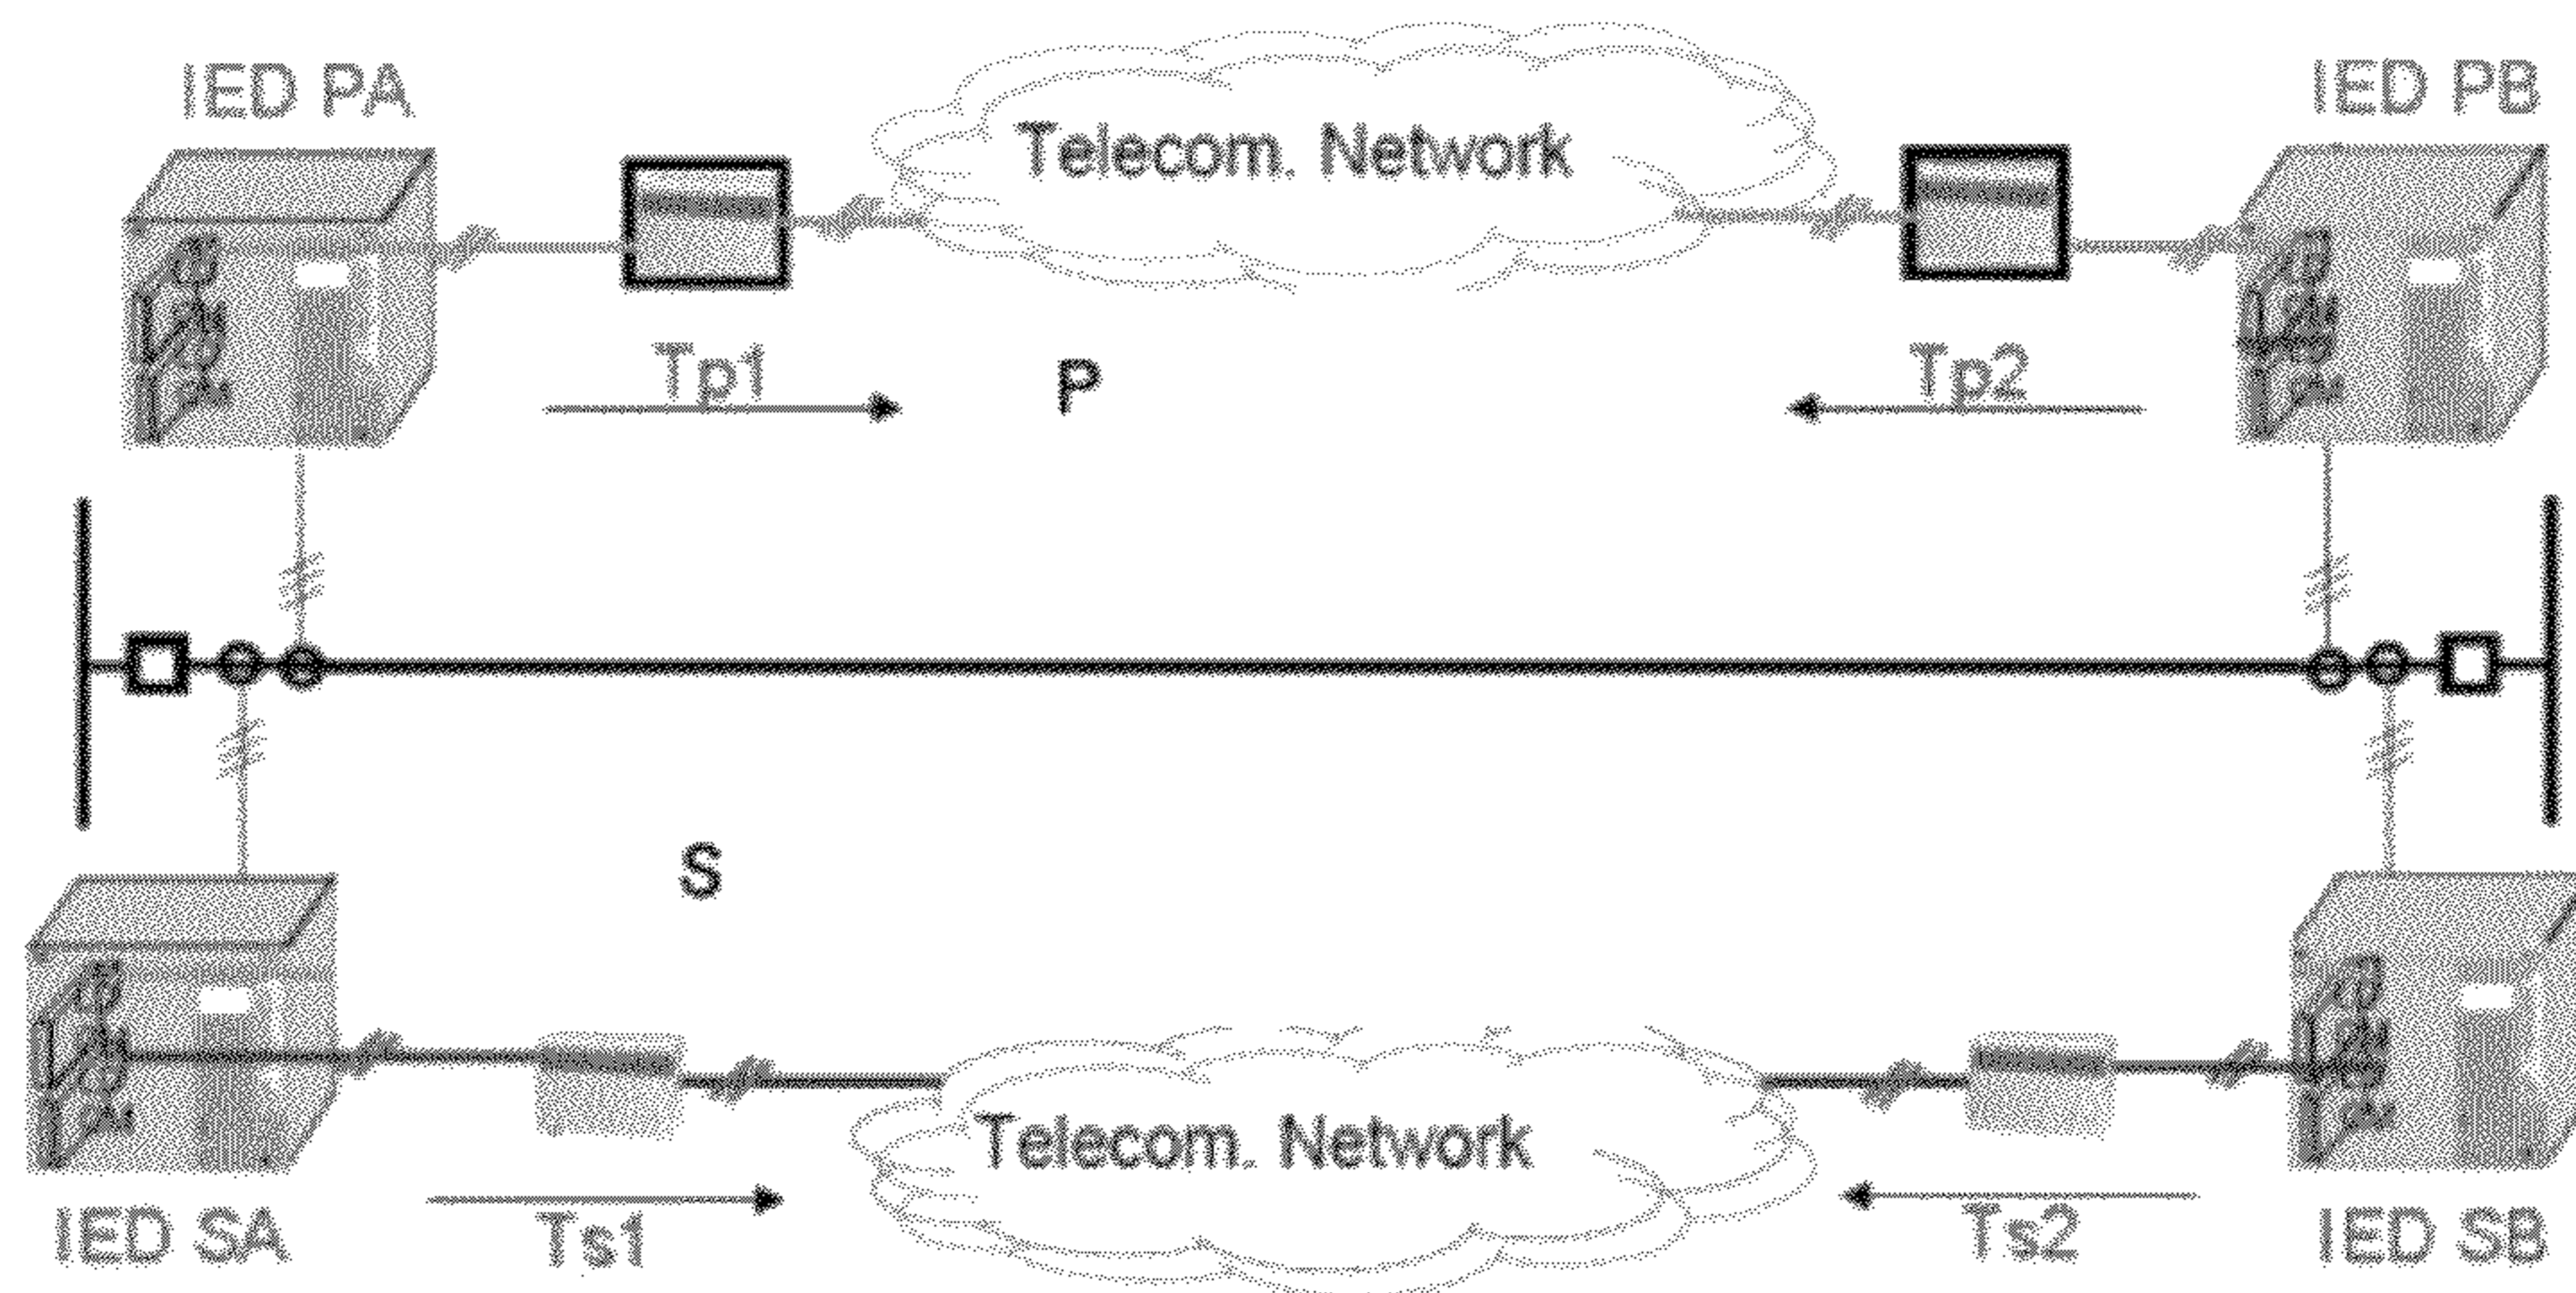 IED PA
Telecom. Network
IED PB
Tp1
P
Tp2
S
Telecom. Network
IED SA
Ts1
Ts2
IED SB